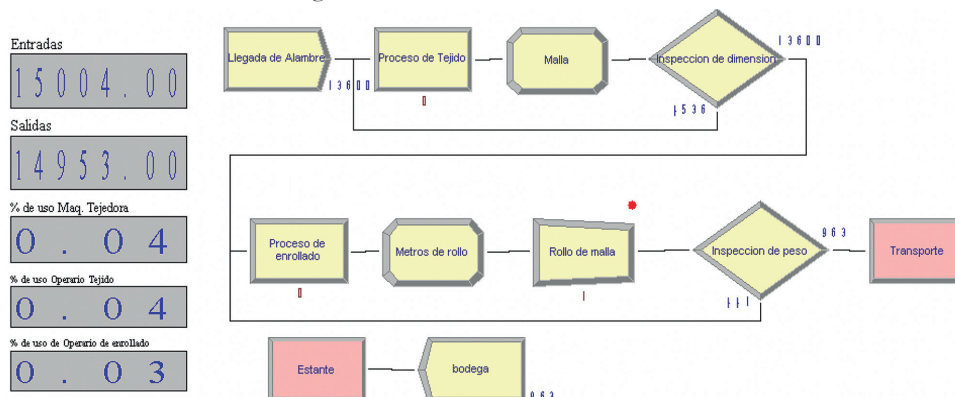 Entradas
15004.00
Salidas
14953.00
% de uso Maq. Tejedora
0.04
% de uso Operario Tejido
0.04
% de uso de Operario de enrollado
0.03
Llegada de Alambre
13600
Proceso de Tejido
0
Malla
Inspeccion de dimension
13600
1536
Proceso de
enrollado
0
Metros de rollo
Rollo de malla
1
Inspeccion de peso
963
111
Transporte
Estante
bodega
963